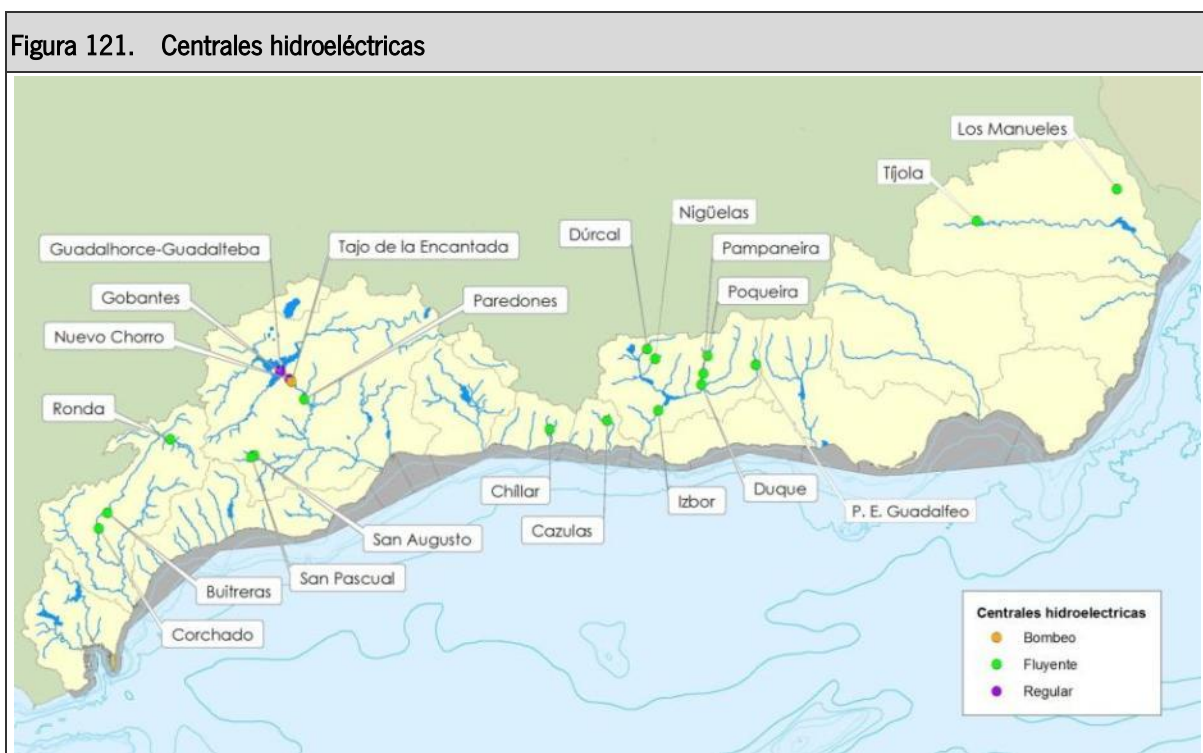 Figura 121. Centrales hidroeléctricas
Los Manueles
Tíjola
Nigüelas
Dúrcal
Guadalhorce-Guadalteba
Tajo de la Encantada
Pampaneira
Gobantes
Paredones
Poqueira
Nuevo Chorro
Ronda
Chíllar
Izbor
Duque
P. E. Guadalfeo
Cazulas
San Augusto
San Pascual
Buitreras
Corchado
Centrales hidroelectricas
Bombeo
Fluyente
Regular